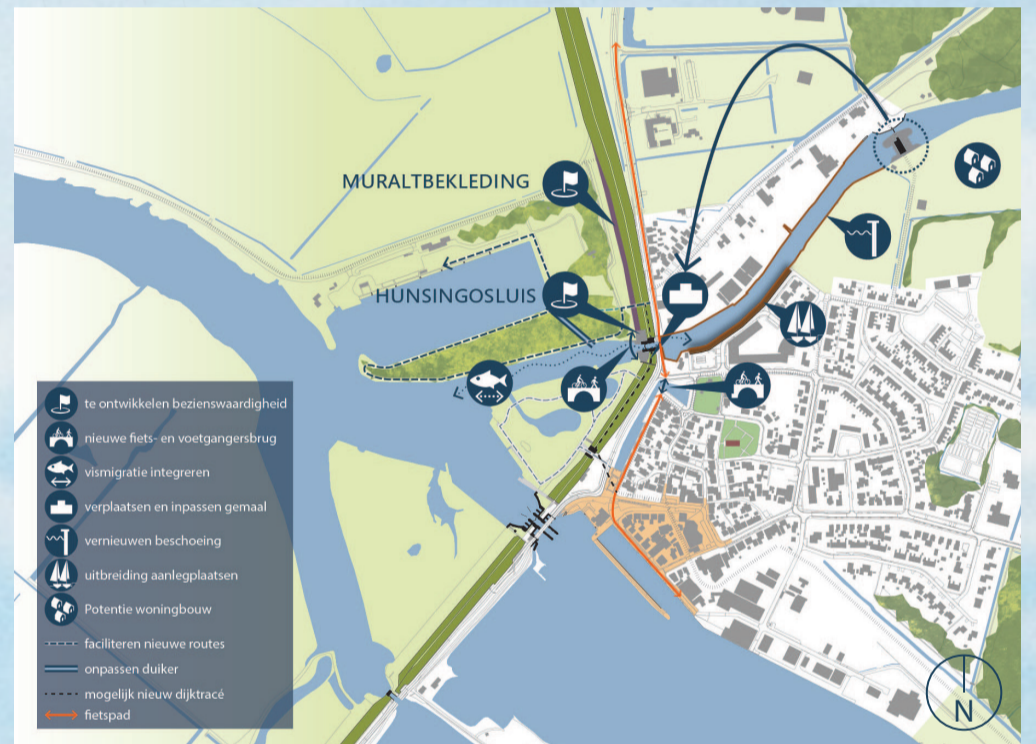 MURALTBEKLEDING
HUNSINGOSLUIS
te ontwikkelen bezienswaardigheid
nieuwe fiets- en voetgangersbrug
vismigratie integreren
verplaatsen en inpassen gemaal
vernieuwen beschoeing
uitbreiding aanlegplaatsen
Potentie woningbouw
faciliteren nieuwe routes
onpassen duiker
mogelijk nieuw dijktracé
fietspad
N